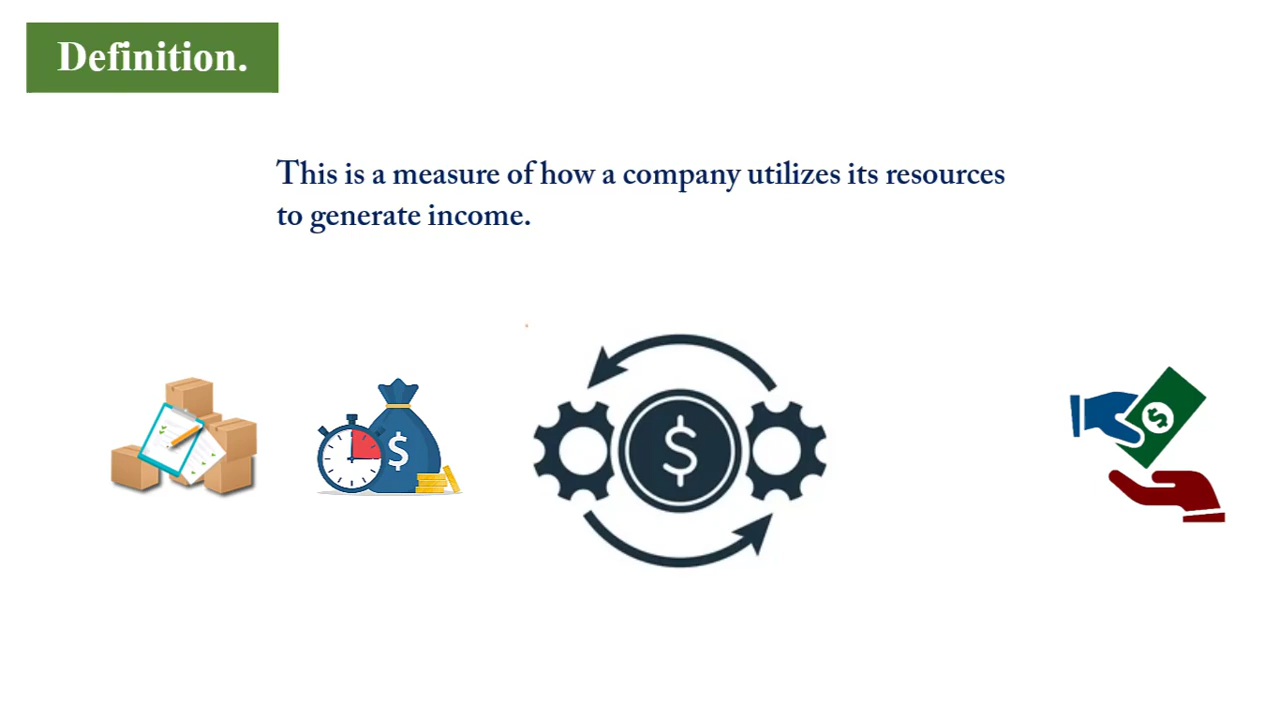 Definition.
This is a measure of how a company utilizes its resources
to generate income.
$
$
$